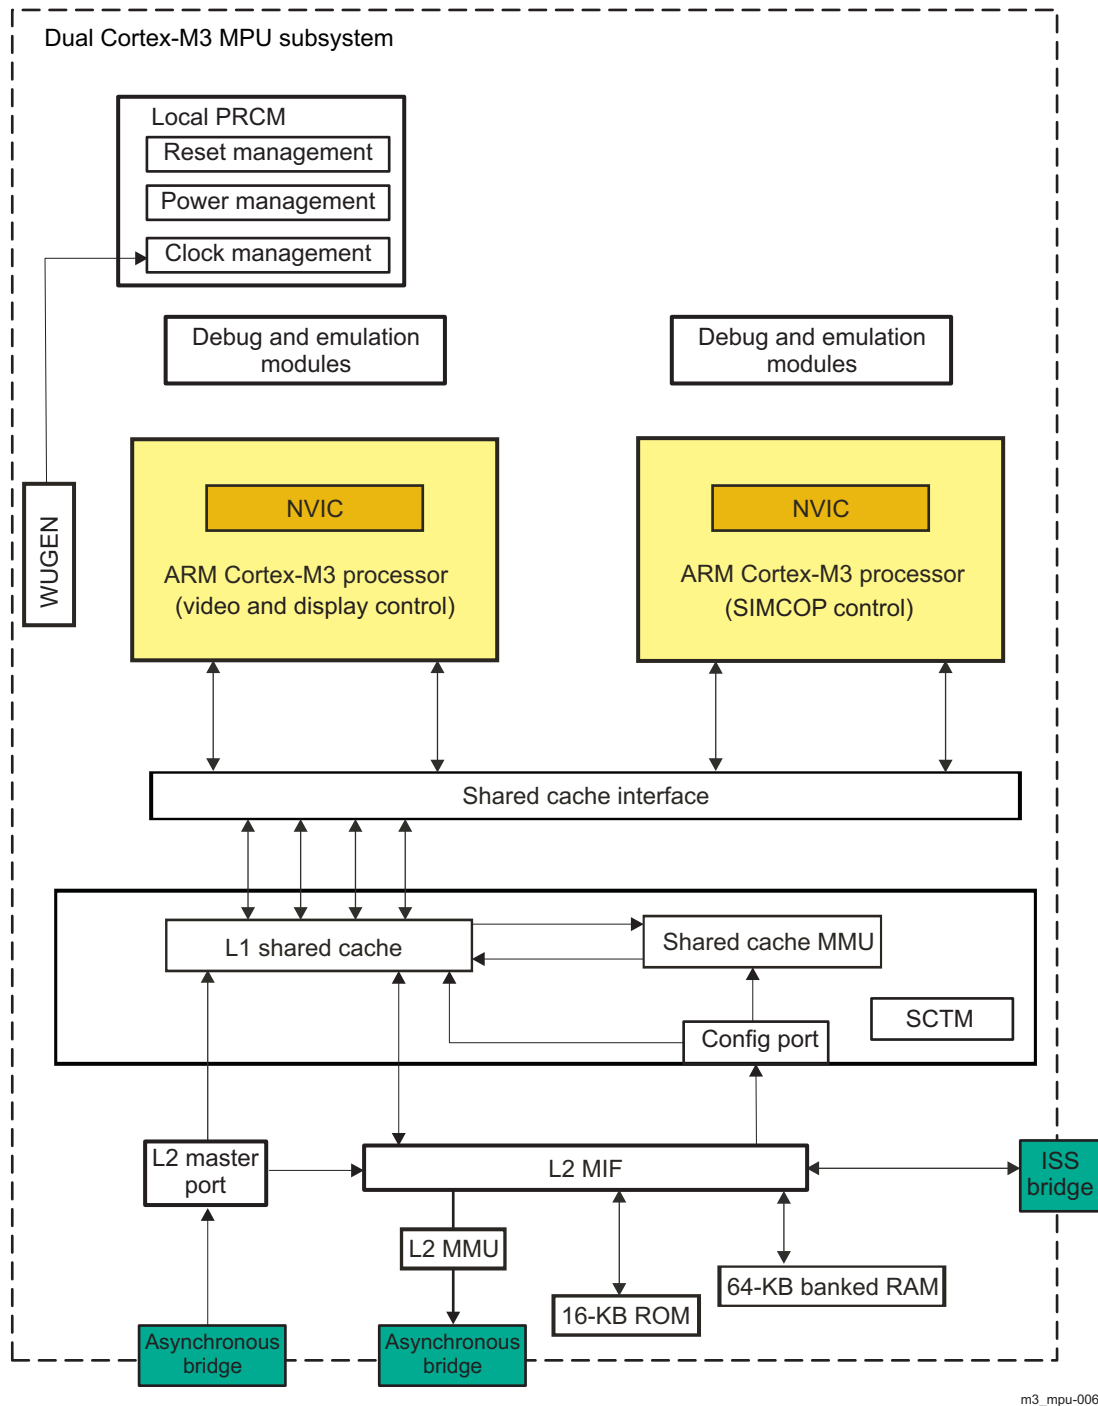 Dual Cortex-M3 MPU subsystem
Local PRCM
Reset management
Power management
Clock management
Debug and emulation
modules
Debug and emulation
modules
WUGEN
NVIC
ARM Cortex-M3 processor
(video and display control)
NVIC
ARM Cortex-M3 processor
(SIMCOP control)
Shared cache interface
L1 shared cache
Shared cache MMU
SCTM
Config port
L2 master
port
L2 MIF
ISS
bridge
L2 MMU
64-KB banked RAM
16-KB ROM
Asynchronous
bridge
Asynchronous
bridge
m3_mpu-006